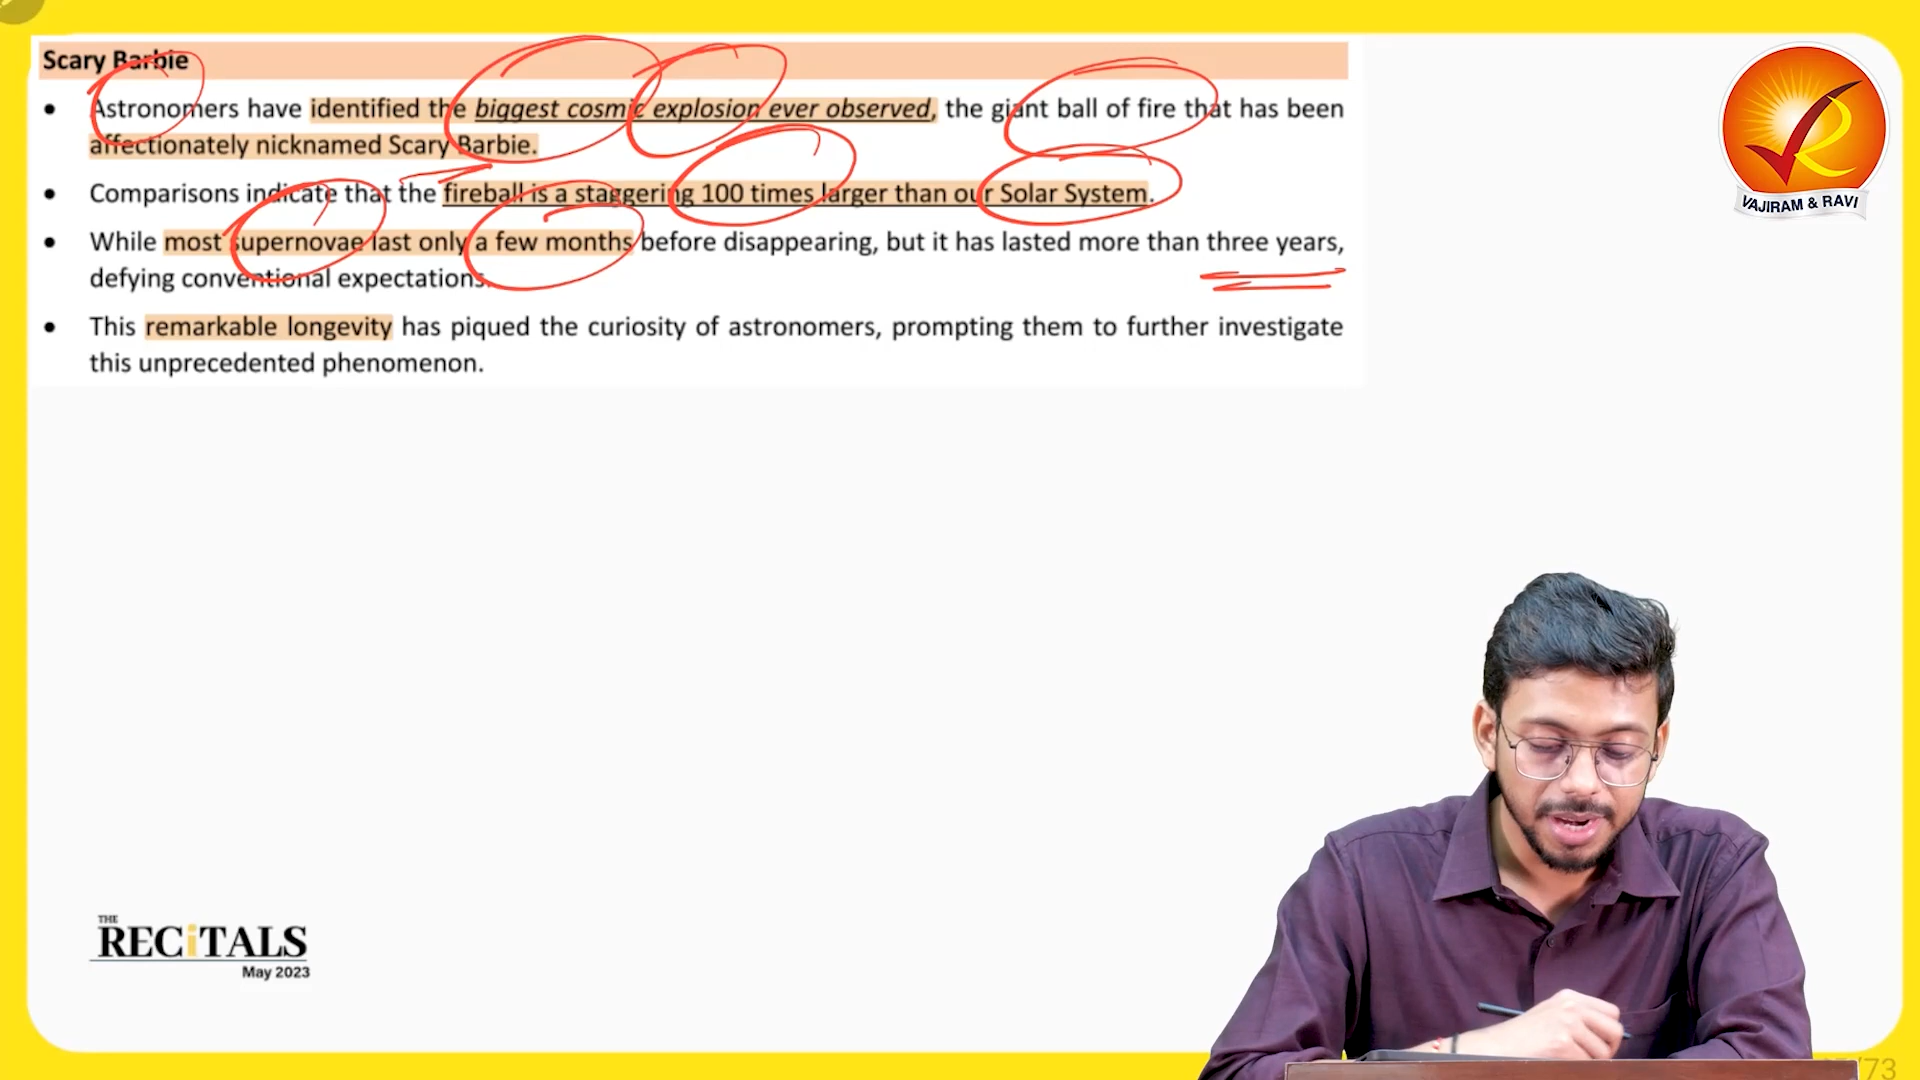 Scary Barbie
• Astronomers have identified the biggest cosmic explosion ever observed, the giant ball of fire that has been
affectionately nicknamed Scary Barbie.
• Comparisons indicate that the fireball is a staggering 100 times larger than our Solar System.
• While most supernovae last only a few months before disappearing, but it has lasted more than three years,
defying conventional expectations.
• This remarkable longevity has piqued the curiosity of astronomers, prompting them to further investigate
this unprecedented phenomenon.
VAJIRAM & RAVI
THE
RECiTALS
May 2023
/73